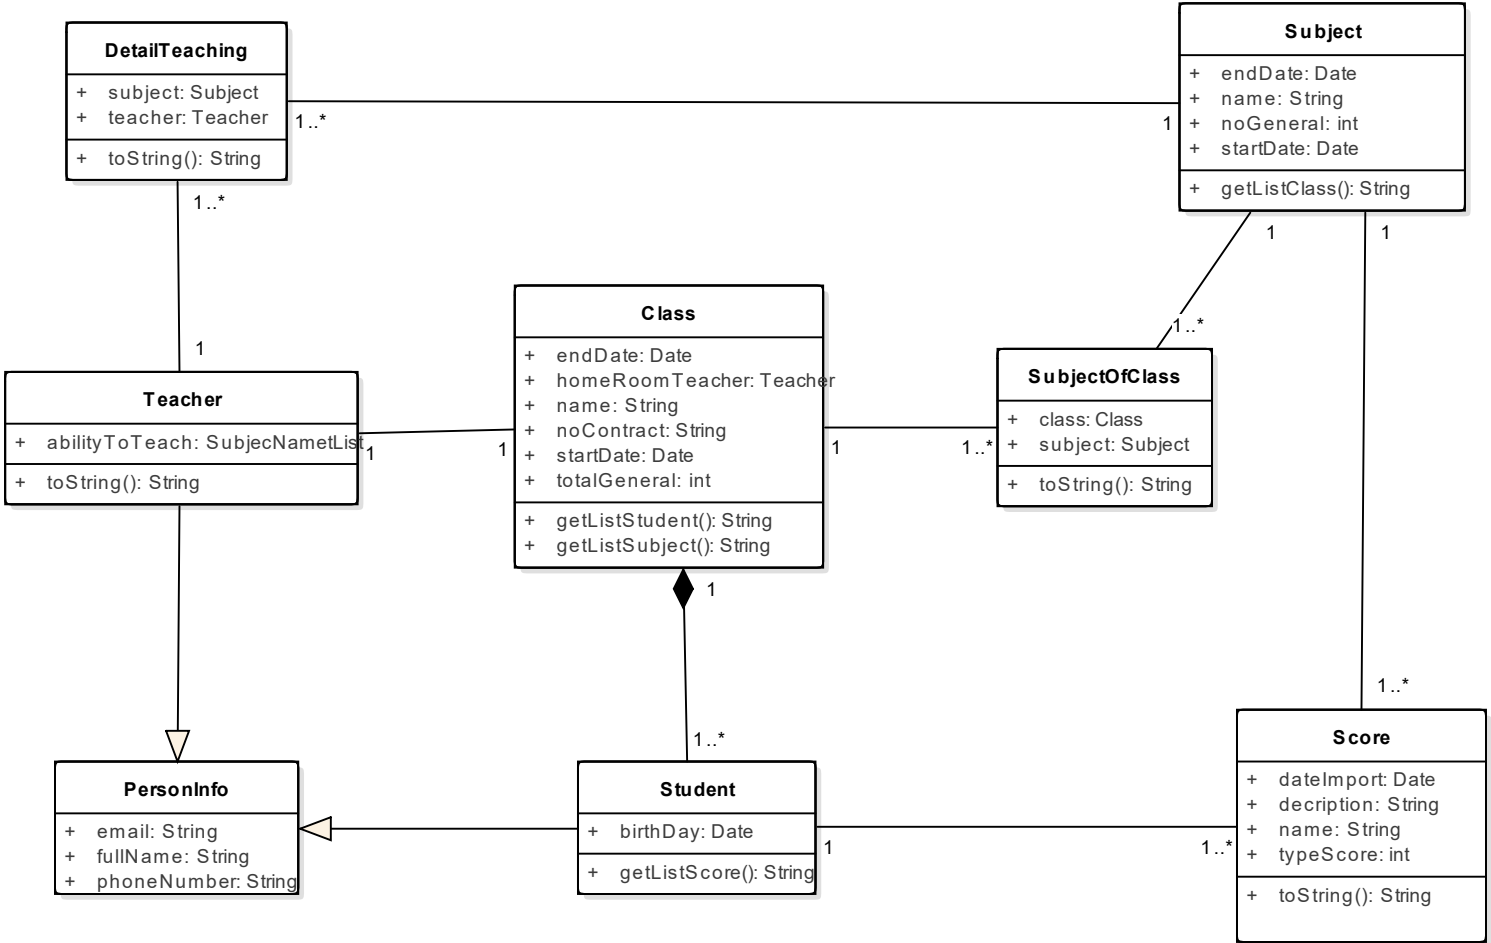 DetailTeaching
+ subject: Subject
+ teacher: Teacher
+ toString(): String
1..*
1..*
Subject
+ endDate: Date
+ name: String
+ noGeneral: int
+ startDate: Date
+ getListClass(): String
1
1
1
Teacher
+ abilityToTeach: SubjecNametList
+ toString(): String
1
1
Class
+ endDate: Date
+ homeRoomTeacher: Teacher
+ name: String
+ noContract: String
+ startDate: Date
+ totalGeneral: int
+ getListStudent(): String
+ getListSubject(): String
1
1
1
SubjectOfClass
+ class: Class
+ subject: Subject
+ toString(): String
1..*
1..*
PersonInfo
+ email: String
+ fullName: String
+ phoneNumber: String
Student
+ birthDay: Date
+ getListScore(): String
1..*
1
Score
+ dateImport: Date
+ decription: String
+ name: String
+ typeScore: int
+ toString(): String
1..*
1..*